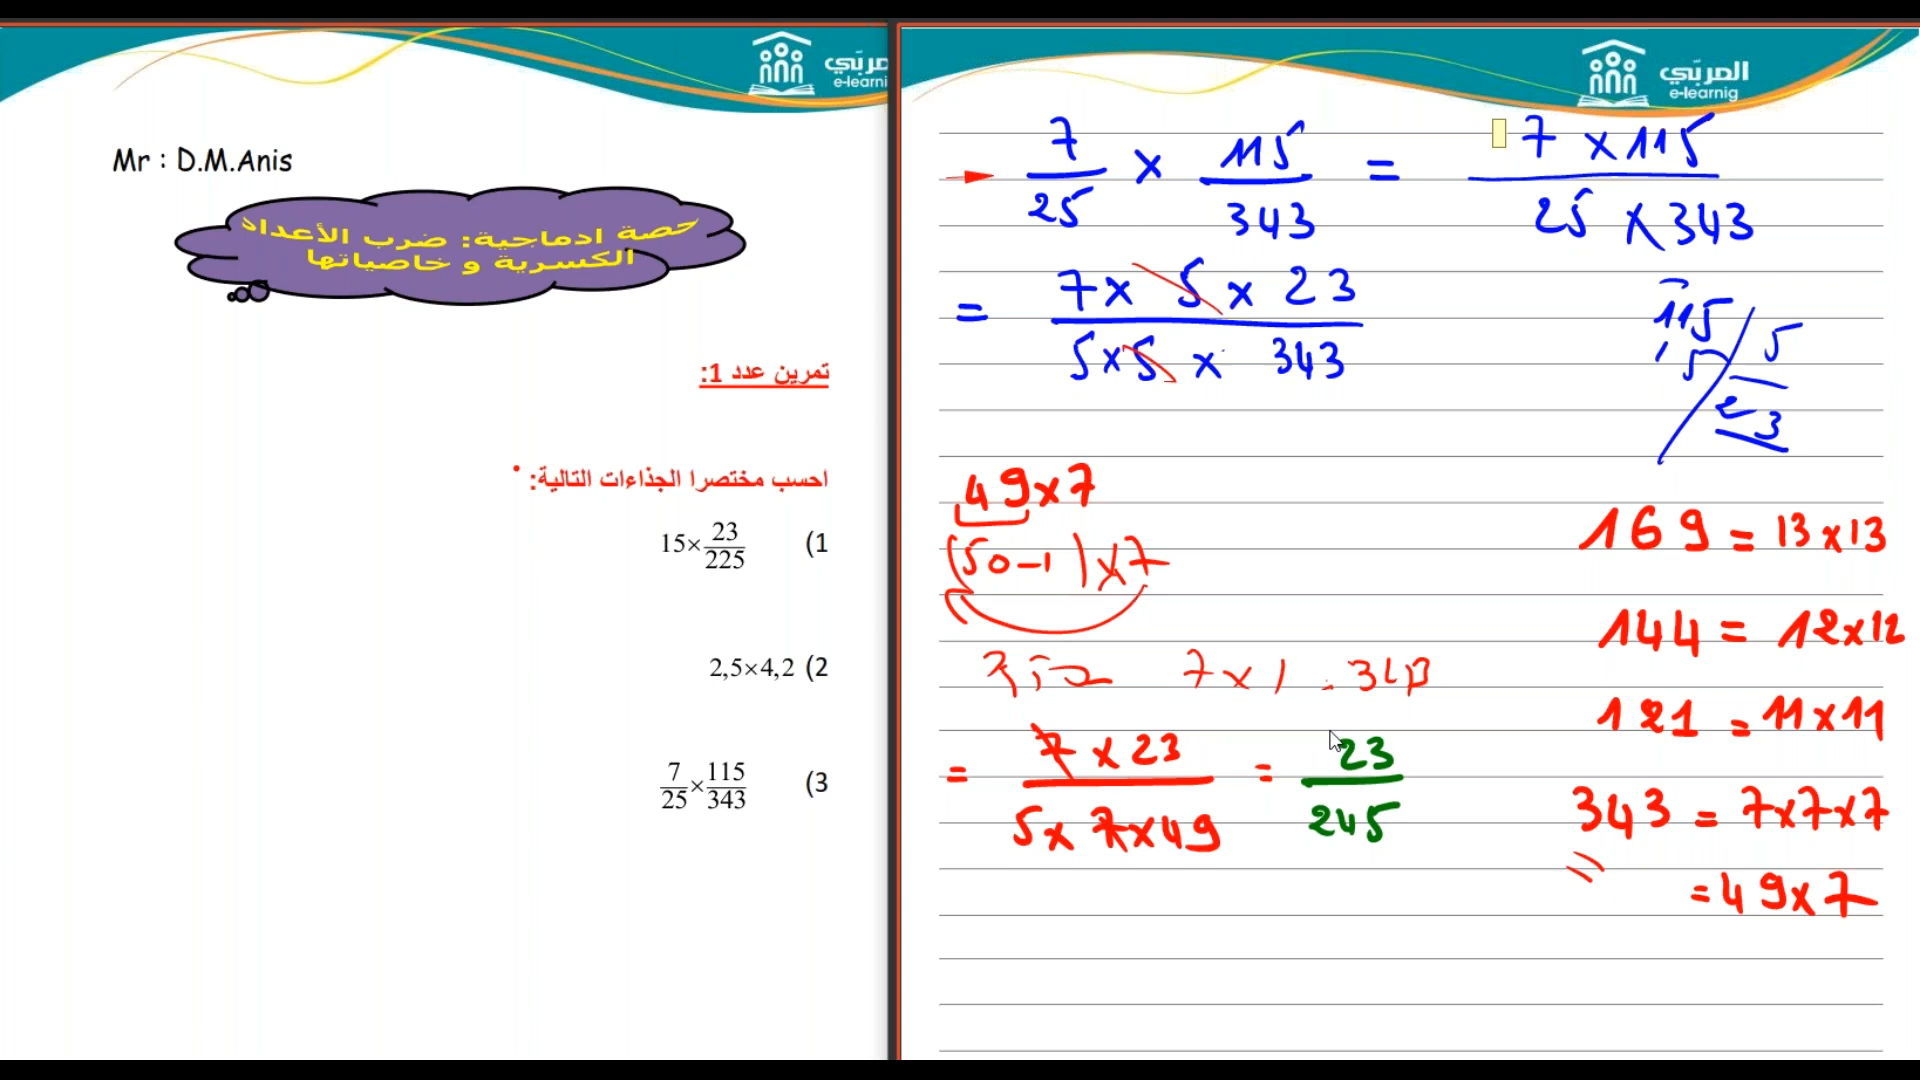 المربّي
e-learnig
Mr : D.M.Anis
حصة ادماجية: ضرب الأعداد
الكسرية و خاصياتها
تمرين عدد 1:
احسب مختصرا الجذاءات التالية:
1) 15×23/225
2) 2,5×4,2
3) 7/25×115/343
المربّي
e-learnig
7/25 × 115/343 = 7 × 115 / 25 × 343
= 7 × 5 × 23 / 5 × 5 × 343
115 / 5
5
23
49×7
(50-1)×7
7×1
= 7 × 23 / 5 × 7 × 49 = 23/245
169 = 13×13
144 = 12×12
121 = 11×11
343 = 7×7×7
= 49×7